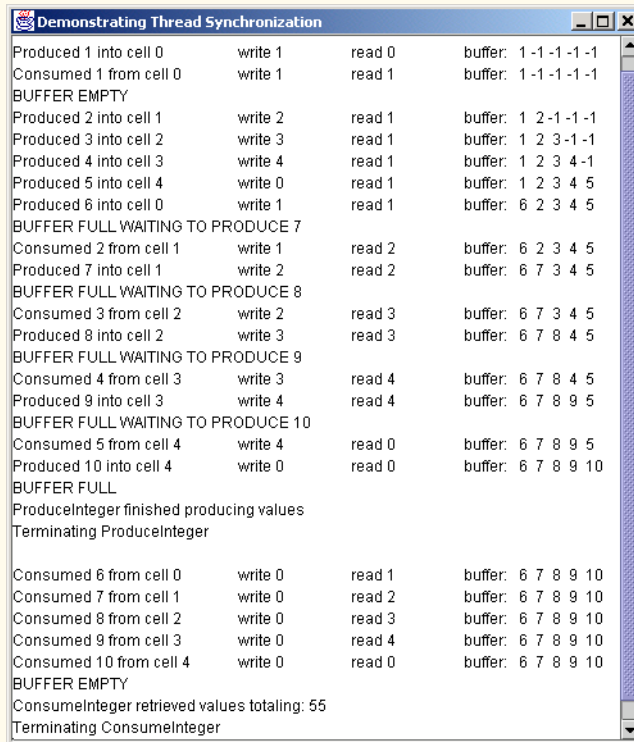 Demonstrating Thread Synchronization
Produced 1 into cell 0 write 1 read 0 buffer: 1 -1 -1 -1 -1
Consumed 1 from cell 0 write 1 read 1 buffer: 1 -1 -1 -1 -1
BUFFER EMPTY
Produced 2 into cell 1 write 2 read 1 buffer: 1 2 -1 -1 -1
Produced 3 into cell 2 write 3 read 1 buffer: 1 2 3 -1 -1
Produced 4 into cell 3 write 4 read 1 buffer: 1 2 3 4 -1
Produced 5 into cell 4 write 0 read 1 buffer: 1 2 3 4 5
Produced 6 into cell 0 write 1 read 1 buffer: 6 2 3 4 5
BUFFER FULL WAITING TO PRODUCE 7
Consumed 2 from cell 1 write 1 read 2 buffer: 6 2 3 4 5
Produced 7 into cell 1 write 2 read 2 buffer: 6 7 3 4 5
BUFFER FULL WAITING TO PRODUCE 8
Consumed 3 from cell 2 write 2 read 3 buffer: 6 7 3 4 5
Produced 8 into cell 2 write 3 read 3 buffer: 6 7 8 4 5
BUFFER FULL WAITING TO PRODUCE 9
Consumed 4 from cell 3 write 3 read 4 buffer: 6 7 8 4 5
Produced 9 into cell 3 write 4 read 4 buffer: 6 7 8 9 5
BUFFER FULL WAITING TO PRODUCE 10
Consumed 5 from cell 4 write 4 read 0 buffer: 6 7 8 9 5
Produced 10 into cell 4 write 0 read 0 buffer: 6 7 8 9 10
BUFFER FULL
ProduceInteger finished producing values
Terminating ProduceInteger
Consumed 6 from cell 0 write 0 read 1 buffer: 6 7 8 9 10
Consumed 7 from cell 1 write 0 read 2 buffer: 6 7 8 9 10
Consumed 8 from cell 2 write 0 read 3 buffer: 6 7 8 9 10
Consumed 9 from cell 3 write 0 read 4 buffer: 6 7 8 9 10
Consumed 10 from cell 4 write 0 read 0 buffer: 6 7 8 9 10
BUFFER EMPTY
ConsumeInteger retrieved values totaling: 55
Terminating ConsumeInteger